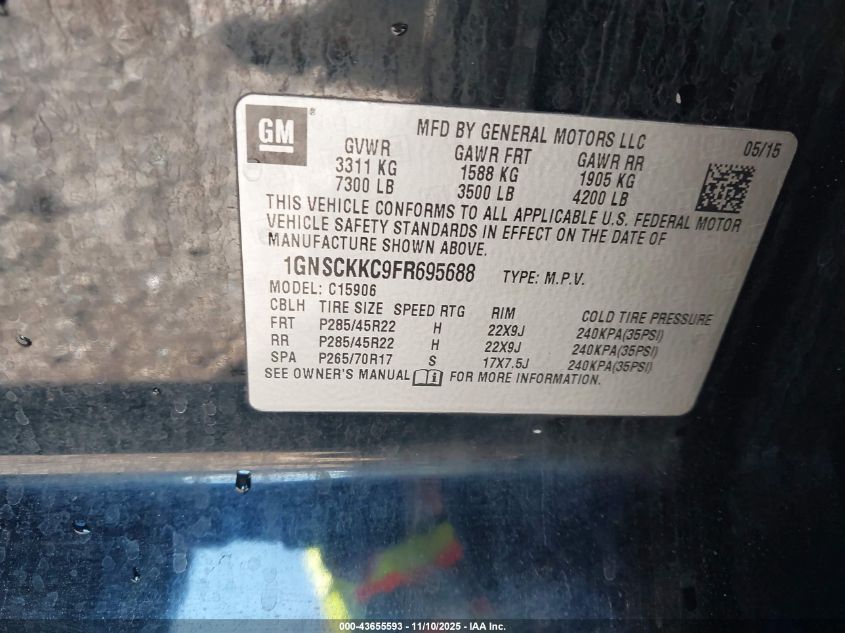 GM ®
MFD BY GENERAL MOTORS LLC
05/15
GVWR GAWR FRT GAWR RR
3311 KG 1588 KG 1905 KG
7300 LB 3500 LB 4200 LB
THIS VEHICLE CONFORMS TO ALL APPLICABLE U.S. FEDERAL MOTOR
VEHICLE SAFETY STANDARDS IN EFFECT ON THE DATE OF
MANUFACTURE SHOWN ABOVE.
1GNSCKKC9FR695688 TYPE: M.P.V.
MODEL: C15906
CBLH TIRE SIZE SPEED RTG RIM COLD TIRE PRESSURE
FRT P285/45R22 H 22X9J 240KPA(35PSI)
RR P285/45R22 H 22X9J 240KPA(35PSI)
SPA P265/70R17 S 17X7.5J 240KPA(35PSI)
SEE OWNER'S MANUAL FOR MORE INFORMATION.
000-43655593 - 11/10/2025 - IAA Inc.